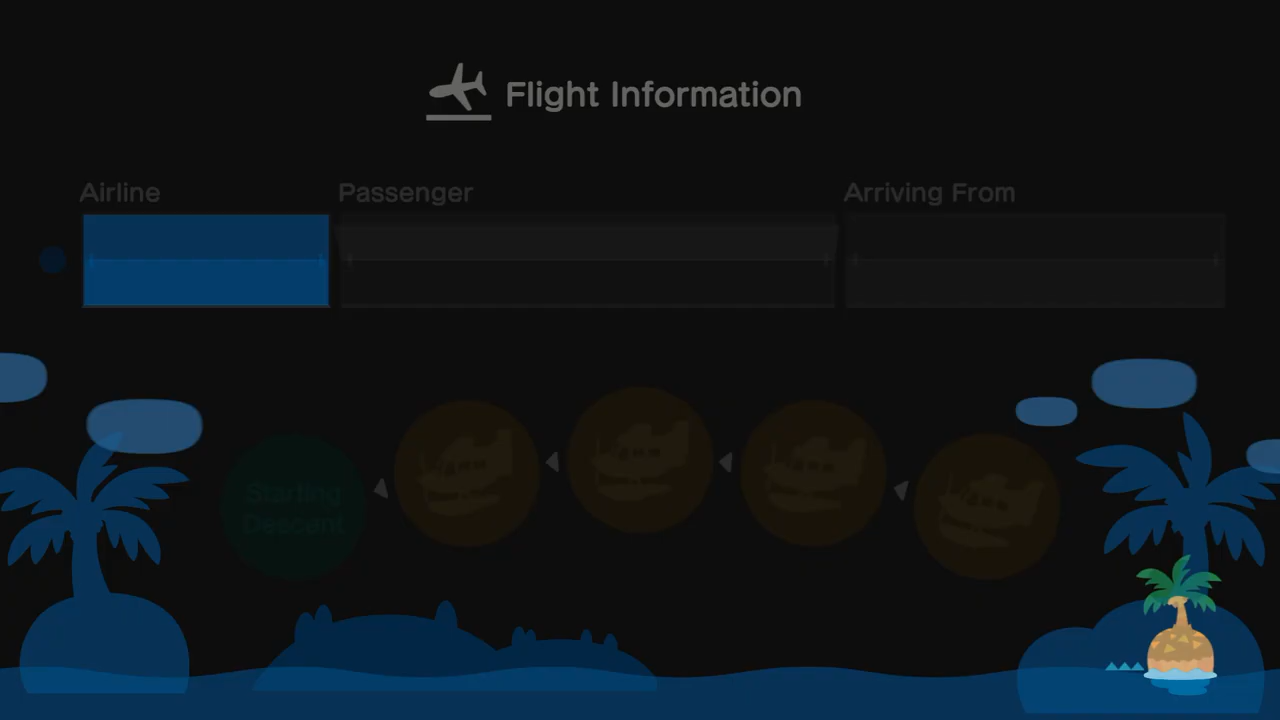 Flight Information
Airline
Passenger
Arriving From
Starting
Descent